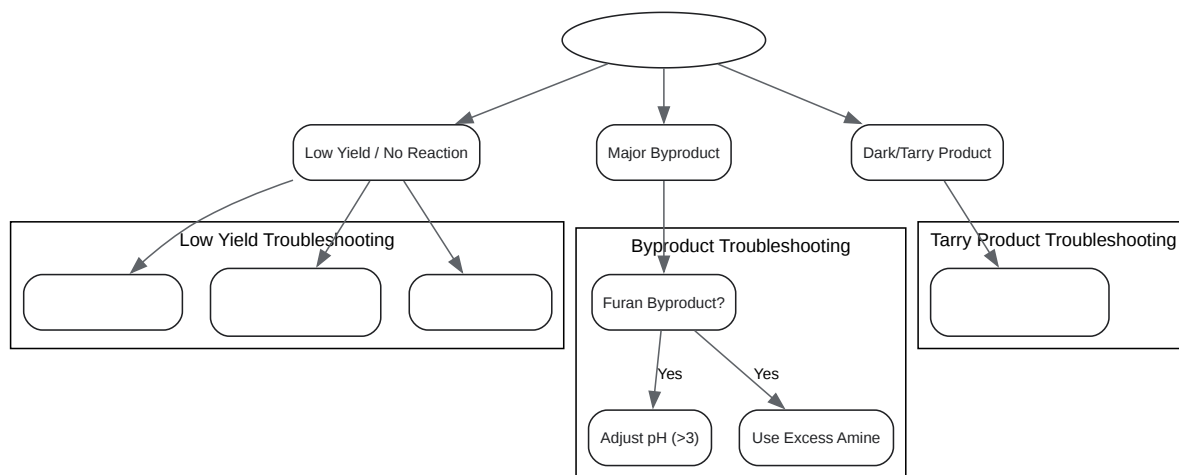 Low Yield / No Reaction
Major Byproduct
Dark/Tarry Product
Low Yield Troubleshooting
Byproduct Troubleshooting
Tarry Product Troubleshooting
Furan Byproduct?
Yes
Yes
Adjust pH (>3)
Use Excess Amine